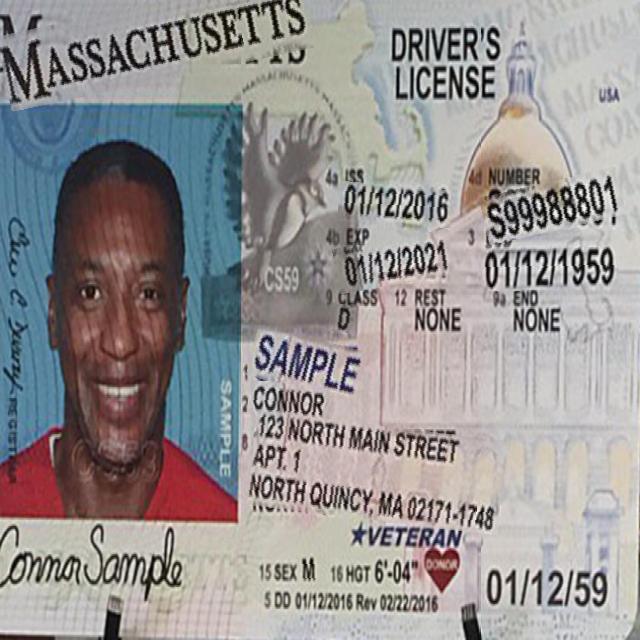 MASSACHUSETTS
DRIVER'S
LICENSE
USA
4a ISS
01/12/2016
4d NUMBER
S99988801
4b EXP
01/12/2021
3
01/12/1959
CS59
9 CLASS
D
12 REST
NONE
9a END
NONE
1 SAMPLE
2 CONNOR
8 123 NORTH MAIN STREET
APT. 1
NORTH QUINCY, MA 02171-1748
SAMPLE
VETERAN
Connor Sample
15 SEX M 16 HGT 6'-04"
DONOR
01/12/59
5 DD 01/12/2016 Rev 02/22/2016